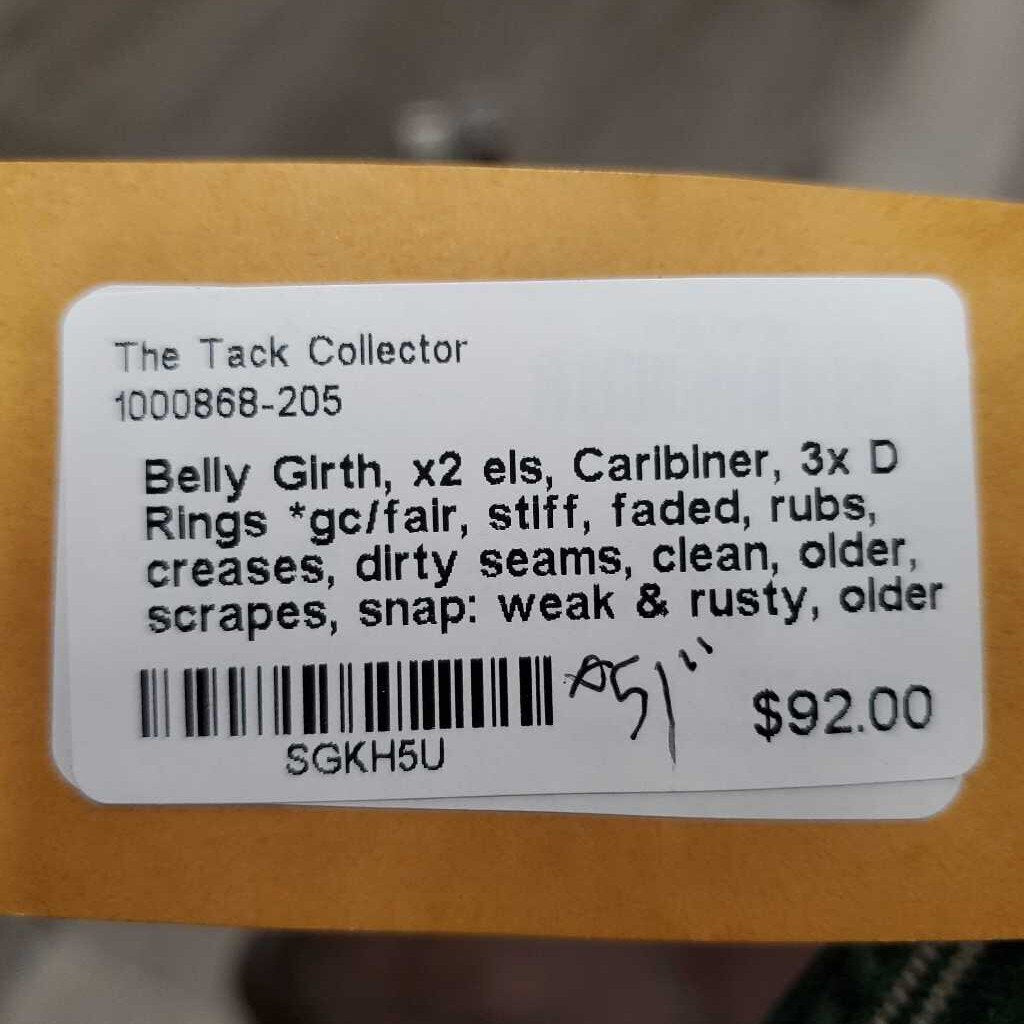 The Tack Collector
1000868-205
Belly Girth, x2 els, Caribiner, 3x D
Rings *gc/fair, stiff, faded, rubs,
creases, dirty seams, clean, older,
scrapes, snap: weak & rusty, older
51"
$92.00
SGKH5U